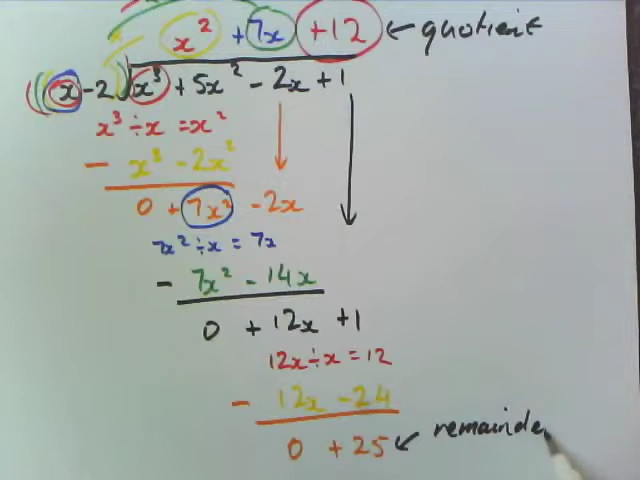 x² + 7x + 12 ← quotient
x - 2 ) x³ + 5x² - 2x + 1
x³ ÷ x = x²
- x³ - 2x²
0 + 7x² - 2x
7x² ÷ x = 7x
- 7x² - 14x
0 + 12x + 1
12x ÷ x = 12
- 12x - 24
0 + 25 ← remainde